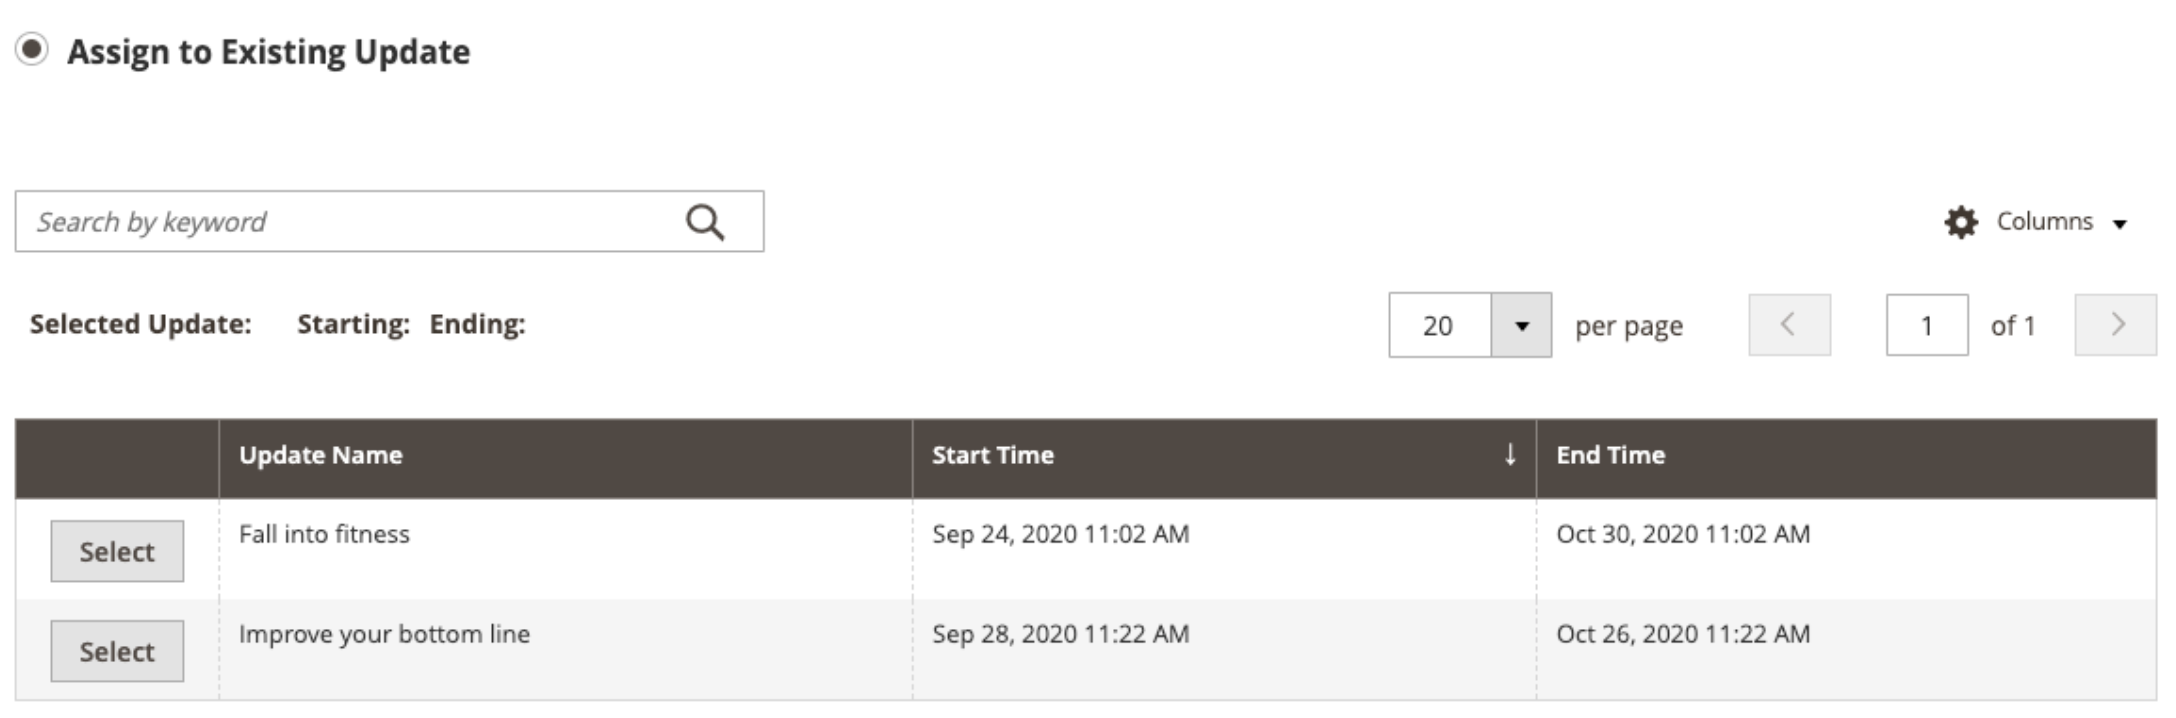 Assign to Existing Update
Search by keyword
Columns
Selected Update: Starting: Ending:
20 per page 1 of 1
Update Name Start Time ↓ End Time
Select Fall into fitness Sep 24, 2020 11:02 AM Oct 30, 2020 11:02 AM
Select Improve your bottom line Sep 28, 2020 11:22 AM Oct 26, 2020 11:22 AM